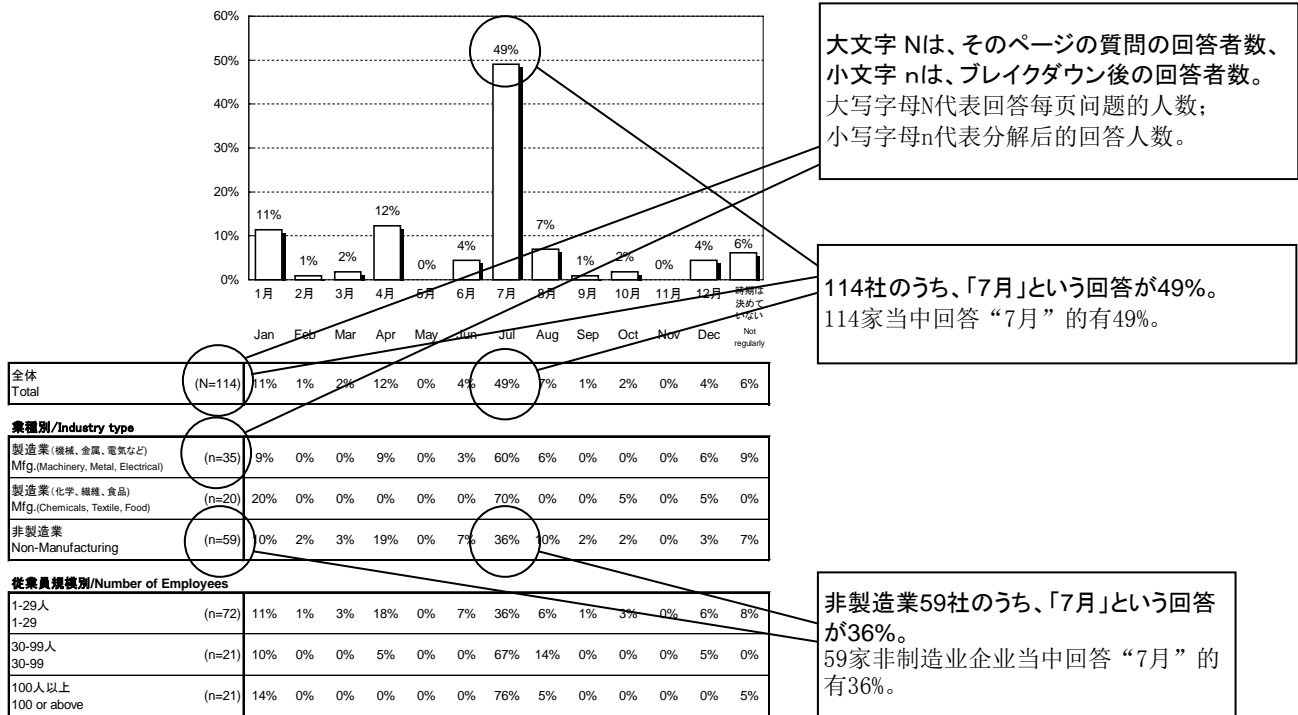 60%
50%
40%
30%
20%
10%
0%
11%
1%
2%
12%
0%
4%
49%
7%
1%
2%
0%
4%
6%
1月 2月 3月 4月 5月 6月 7月 8月 9月 10月 11月 12月 時期は
決めて
いない
Jan Feb Mar Apr May Jun Jul Aug Sep Oct Nov Dec Not
regularly
全体
Total (N=114) 11% 1% 2% 12% 0% 4% 49% 7% 1% 2% 0% 4% 6%
業種別/Industry type
製造業(機械、金属、電気など)
Mfg.(Machinery, Metal, Electrical) (n=35) 9% 0% 0% 9% 0% 3% 60% 6% 0% 0% 0% 6% 9%
製造業(化学、繊維、食品)
Mfg.(Chemicals, Textile, Food) (n=20) 20% 0% 0% 0% 0% 0% 70% 0% 0% 5% 0% 5% 0%
非製造業
Non-Manufacturing (n=59) 10% 2% 3% 19% 0% 7% 36% 10% 2% 2% 0% 3% 7%
従業員規模別/Number of Employees
1-29人
1-29 (n=72) 11% 1% 3% 18% 0% 7% 36% 6% 1% 3% 0% 6% 8%
30-99人
30-99 (n=21) 10% 0% 0% 5% 0% 0% 67% 14% 0% 0% 0% 5% 0%
100人以上
100 or above (n=21) 14% 0% 0% 0% 0% 0% 76% 5% 0% 0% 0% 0% 5%
大文字 Nは、そのページの質問の回答者数、
小文字 nは、ブレイクダウン後の回答者数。
大写字母N代表回答每页问题的人数;
小写字母n代表分解后的回答人数。
114社のうち、「7月」という回答が49%。
114家当中回答“7月”的有49%。
非製造業59社のうち、「7月」という回答
が36%。
59家非制造业企业当中回答“7月”的
有36%。